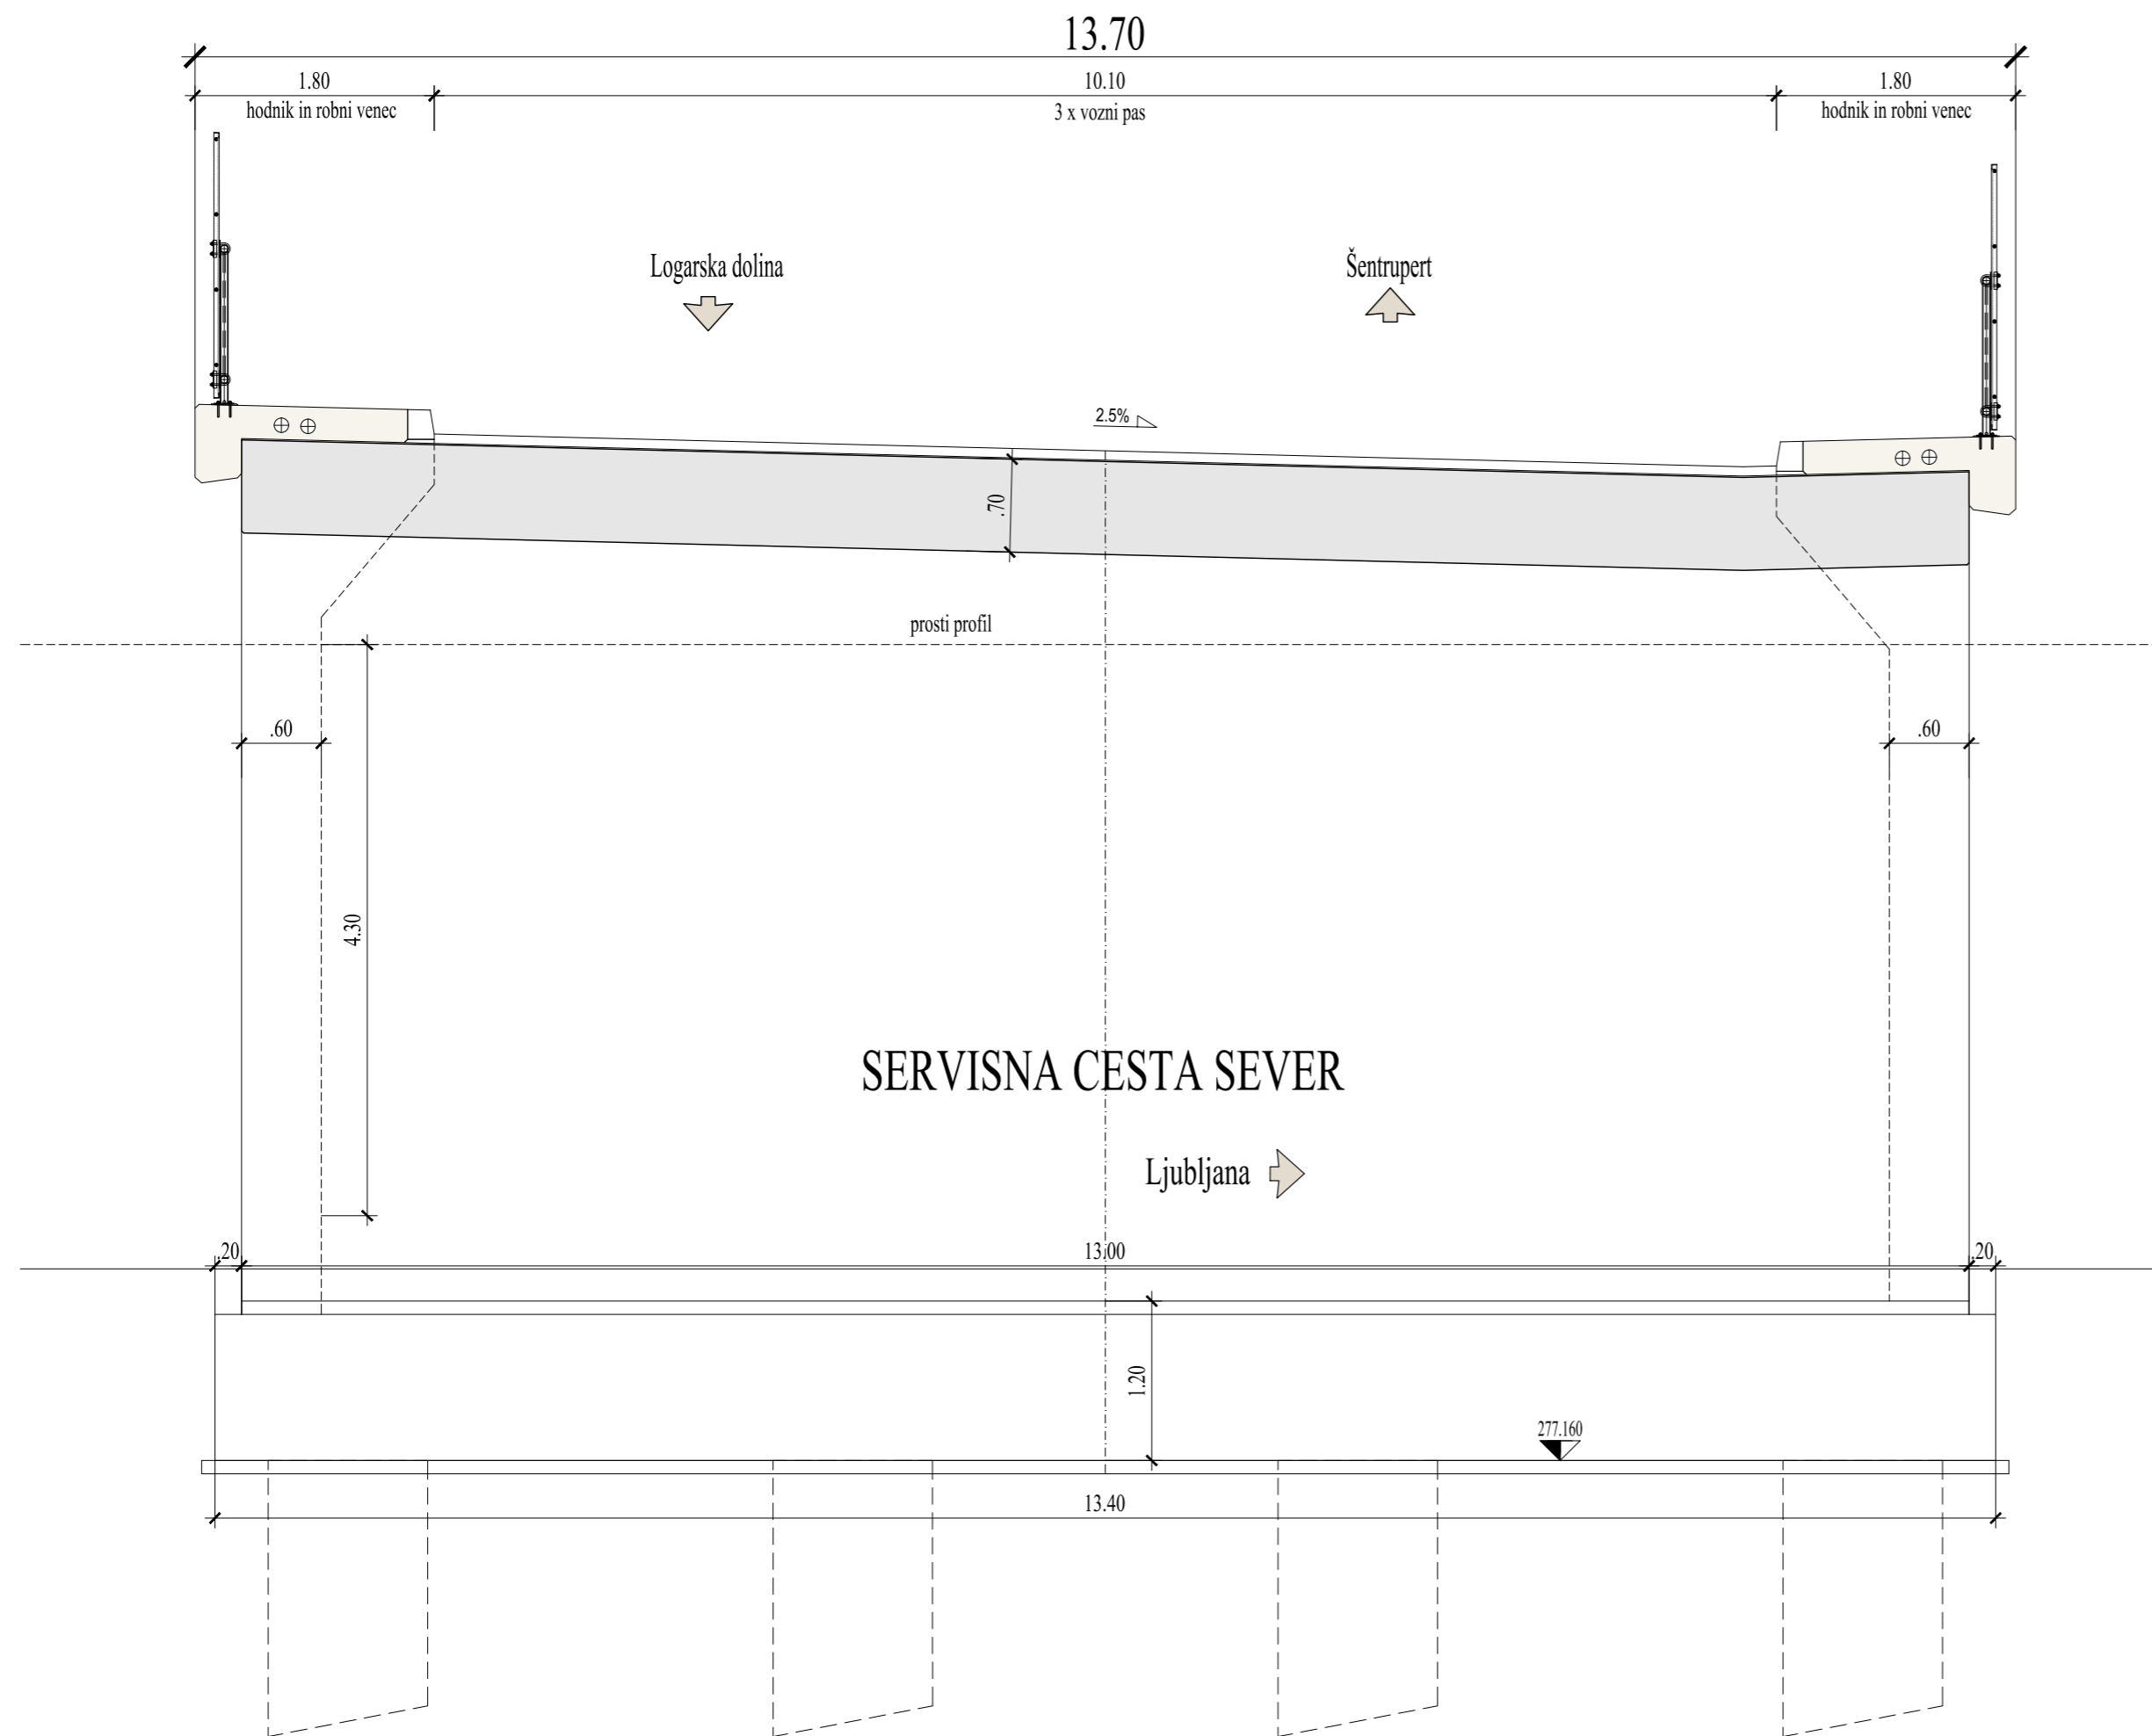 13.70
1.80
10.10
1.80
hodnik in robni venec
3 x vozni pas
hodnik in robni venec
Logarska dolina
Šentrupert
2.5%
.70
prosti profil
.60
.60
4.30
SERVISNA CESTA SEVER
Ljubljana
.20
13.00
.20
1.20
277.160
13.40